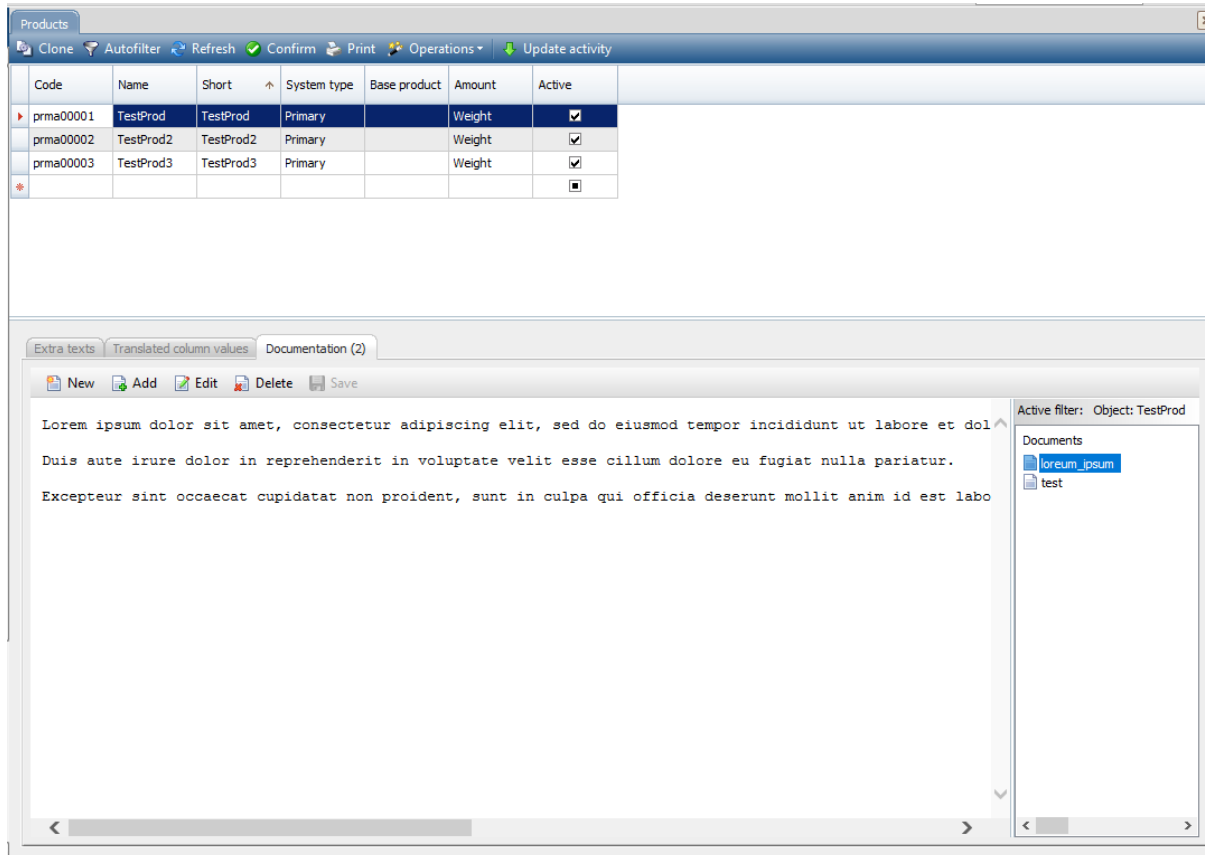 Products
Clone Autofilter Refresh Confirm Print Operations Update activity
Code Name Short System type Base product Amount Active
prma00001 TestProd TestProd Primary Weight
prma00002 TestProd2 TestProd2 Primary Weight
prma00003 TestProd3 TestProd3 Primary Weight
Extra texts Translated column values Documentation (2)
New Add Edit Delete Save
Lorem ipsum dolor sit amet, consectetur adipiscing elit, sed do eiusmod tempor incididunt ut labore et dol
Duis aute irure dolor in reprehenderit in voluptate velit esse cillum dolore eu fugiat nulla pariatur.
Excepteur sint occaecat cupidatat non proident, sunt in culpa qui officia deserunt mollit anim id est labo
Active filter: Object: TestProd
Documents
loreum_ipsum
test